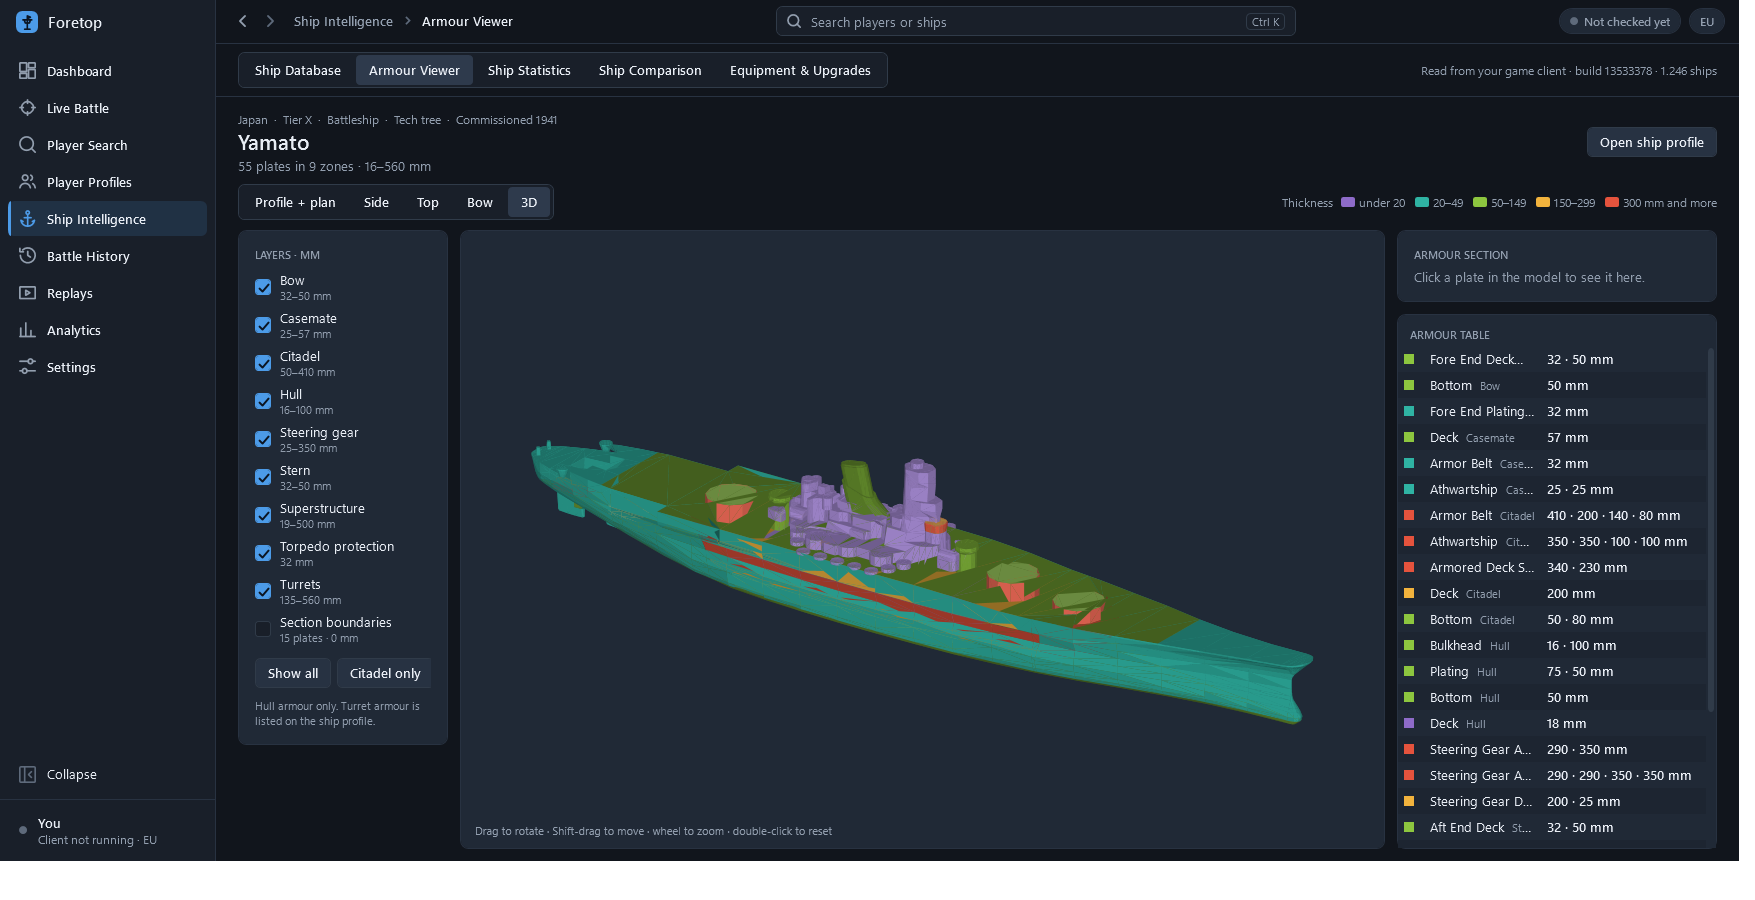 Foretop
Ship Intelligence > Armour Viewer
Search players or ships
Ctrl K
Not checked yet
EU
Dashboard
Live Battle
Player Search
Player Profiles
Ship Intelligence
Battle History
Replays
Analytics
Settings
Collapse
You
Client not running · EU
Ship Database
Armour Viewer
Ship Statistics
Ship Comparison
Equipment & Upgrades
Read from your game client · build 13533378 · 1.246 ships
Japan · Tier X · Battleship · Tech tree · Commissioned 1941
Yamato
55 plates in 9 zones · 16–560 mm
Open ship profile
Profile + plan
Side
Top
Bow
3D
Thickness
under 20
20–49
50–149
150–299
300 mm and more
LAYERS · MM
Bow
32–50 mm
Casemate
25–57 mm
Citadel
50–410 mm
Hull
16–100 mm
Steering gear
25–350 mm
Stern
32–50 mm
Superstructure
19–500 mm
Torpedo protection
32 mm
Turrets
135–560 mm
Section boundaries
15 plates · 0 mm
Show all
Citadel only
Hull armour only. Turret armour is
listed on the ship profile.
Drag to rotate · Shift-drag to move · wheel to zoom · double-click to reset
ARMOUR SECTION
Click a plate in the model to see it here.
ARMOUR TABLE
Fore End Deck... 32 · 50 mm
Bottom Bow 50 mm
Fore End Plating... 32 mm
Deck Casemate 57 mm
Armor Belt Case... 32 mm
Athwartship Cas... 25 · 25 mm
Armor Belt Citadel 410 · 200 · 140 · 80 mm
Athwartship Cit... 350 · 350 · 100 · 100 mm
Armored Deck S... 340 · 230 mm
Deck Citadel 200 mm
Bottom Citadel 50 · 80 mm
Bulkhead Hull 16 · 100 mm
Plating Hull 75 · 50 mm
Bottom Hull 50 mm
Deck Hull 18 mm
Steering Gear A... 290 · 350 mm
Steering Gear A... 290 · 290 · 350 · 350 mm
Steering Gear D... 200 · 25 mm
Aft End Deck St... 32 · 50 mm